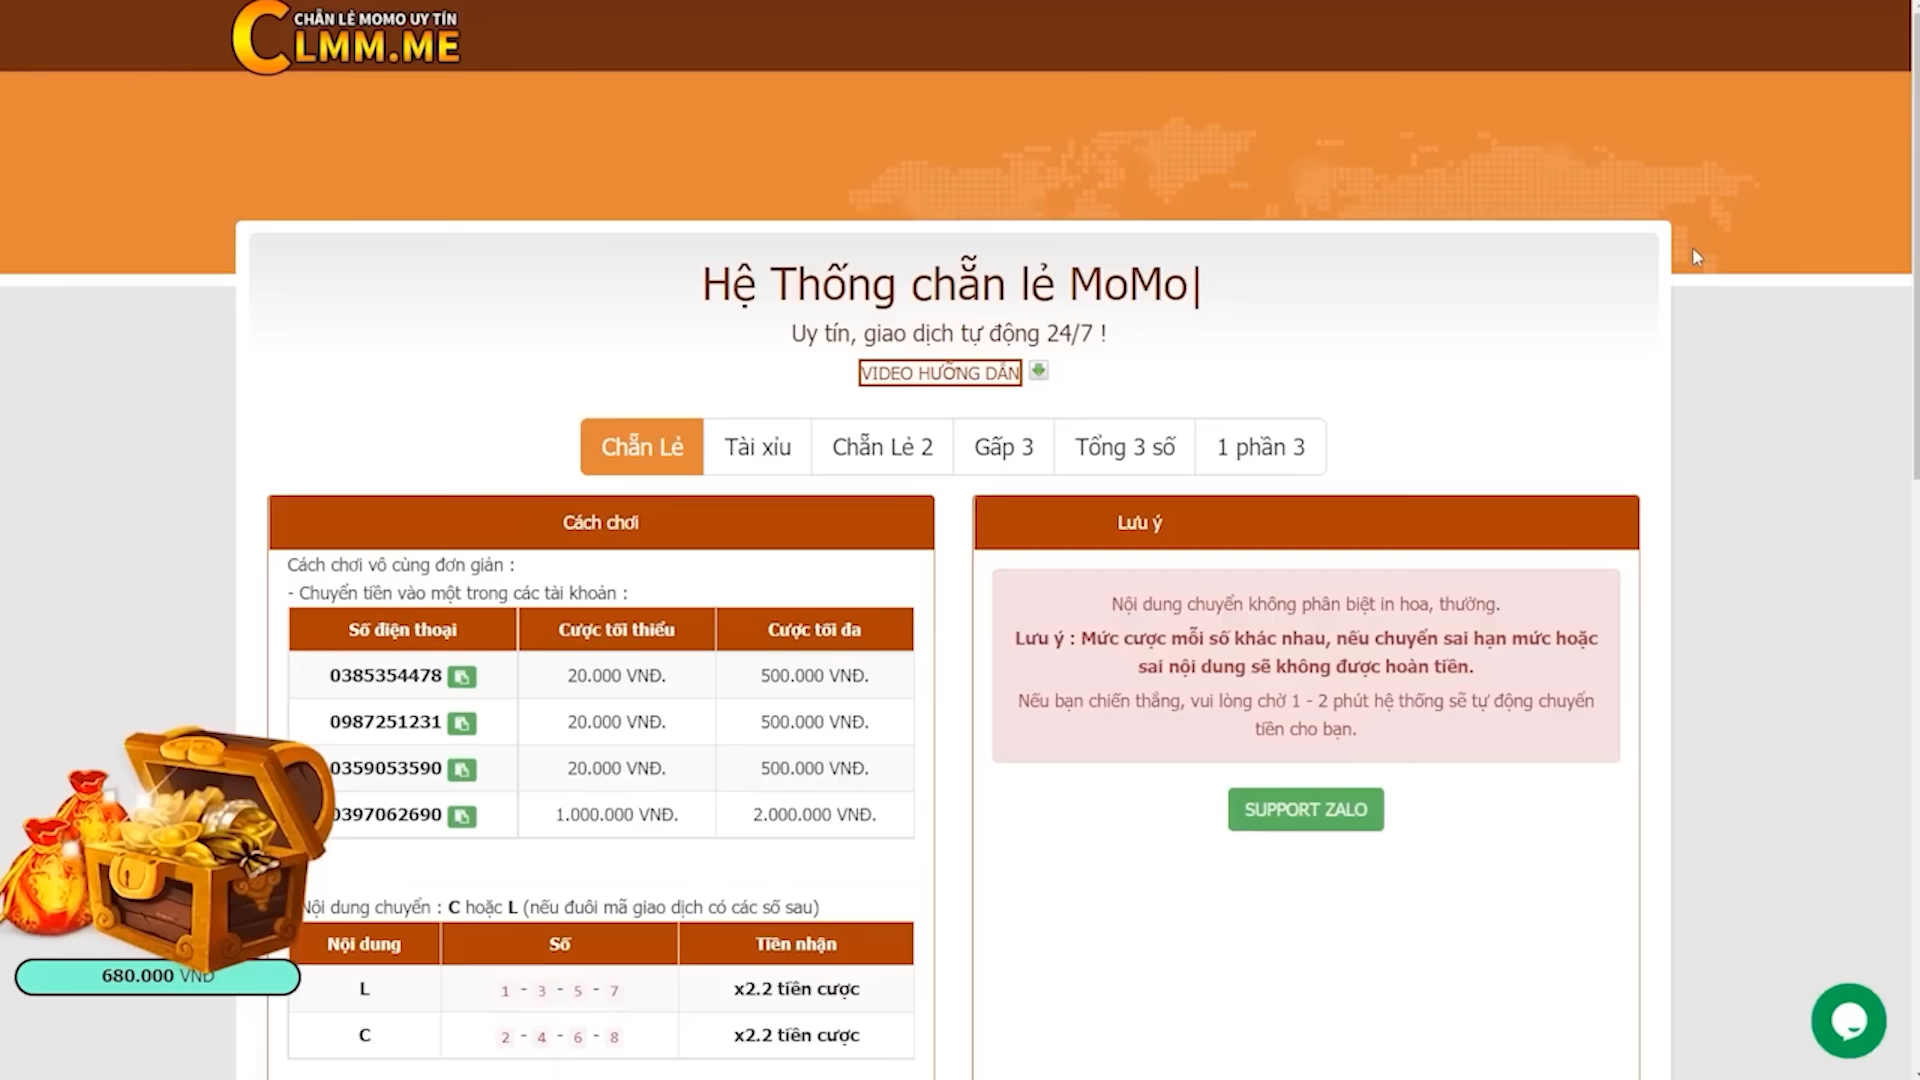 CHẴN LẺ MOMO UY TÍN
CLMM.ME
Hệ Thống chẵn lẻ MoMo|
Uy tín, giao dịch tự động 24/7 !
VIDEO HƯỚNG DẪN
Chẵn Lẻ
Tài xỉu
Chẵn Lẻ 2
Gấp 3
Tổng 3 số
1 phần 3
Cách chơi
Cách chơi vô cùng đơn giản :
- Chuyển tiền vào một trong các tài khoản :
Số điện thoại Cược tối thiểu Cược tối đa
0385354478 20.000 VNĐ. 500.000 VNĐ.
0987251231 20.000 VNĐ. 500.000 VNĐ.
0359053590 20.000 VNĐ. 500.000 VNĐ.
0397062690 1.000.000 VNĐ. 2.000.000 VNĐ.
Nội dung chuyển : C hoặc L (nếu đuôi mã giao dịch có các số sau)
Nội dung Số Tiền nhận
L 1 - 3 - 5 - 7 x2.2 tiền cược
C 2 - 4 - 6 - 8 x2.2 tiền cược
680.000 VNĐ
Lưu ý
Nội dung chuyển không phân biệt in hoa, thường.
Lưu ý : Mức cược mỗi số khác nhau, nếu chuyển sai hạn mức hoặc
sai nội dung sẽ không được hoàn tiền.
Nếu bạn chiến thắng, vui lòng chờ 1 - 2 phút hệ thống sẽ tự động chuyển
tiền cho bạn.
SUPPORT ZALO